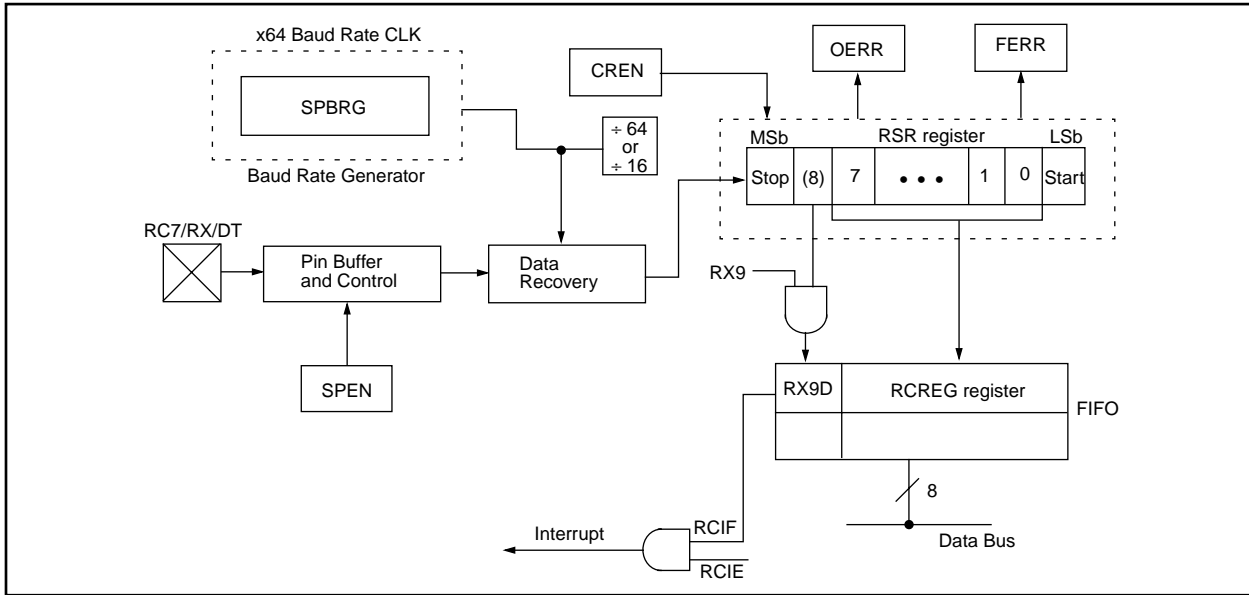 x64 Baud Rate CLK
SPBRG
Baud Rate Generator
CREN
OERR
FERR
÷ 64
or
÷ 16
MSb RSR register LSb
Stop (8) 7 • • • 1 0 Start
RC7/RX/DT
Pin Buffer
and Control
Data
Recovery
RX9
SPEN
RX9D RCREG register
FIFO
8
Data Bus
Interrupt
RCIF
RCIE